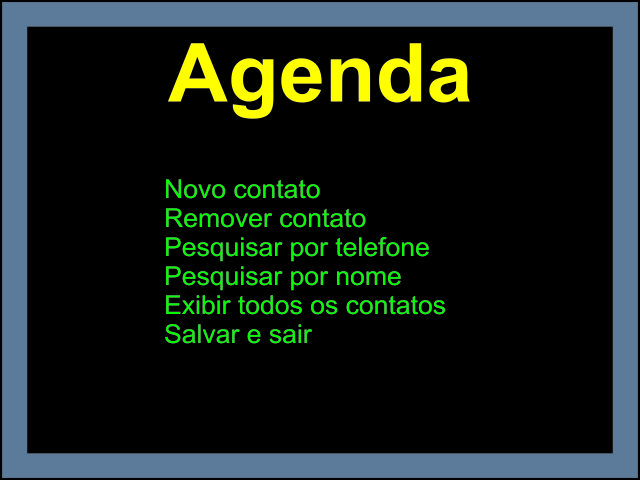 Agenda
Novo contato
Remover contato
Pesquisar por telefone
Pesquisar por nome
Exibir todos os contatos
Salvar e sair